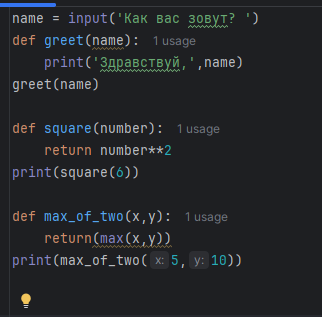 name = input('Как вас зовут? ')
def greet(name): 1 usage
    print('Здравствуй,',name)
greet(name)

def square(number): 1 usage
    return number**2
print(square(6))

def max_of_two(x,y): 1 usage
    return(max(x,y))
print(max_of_two( x: 5, y: 10))